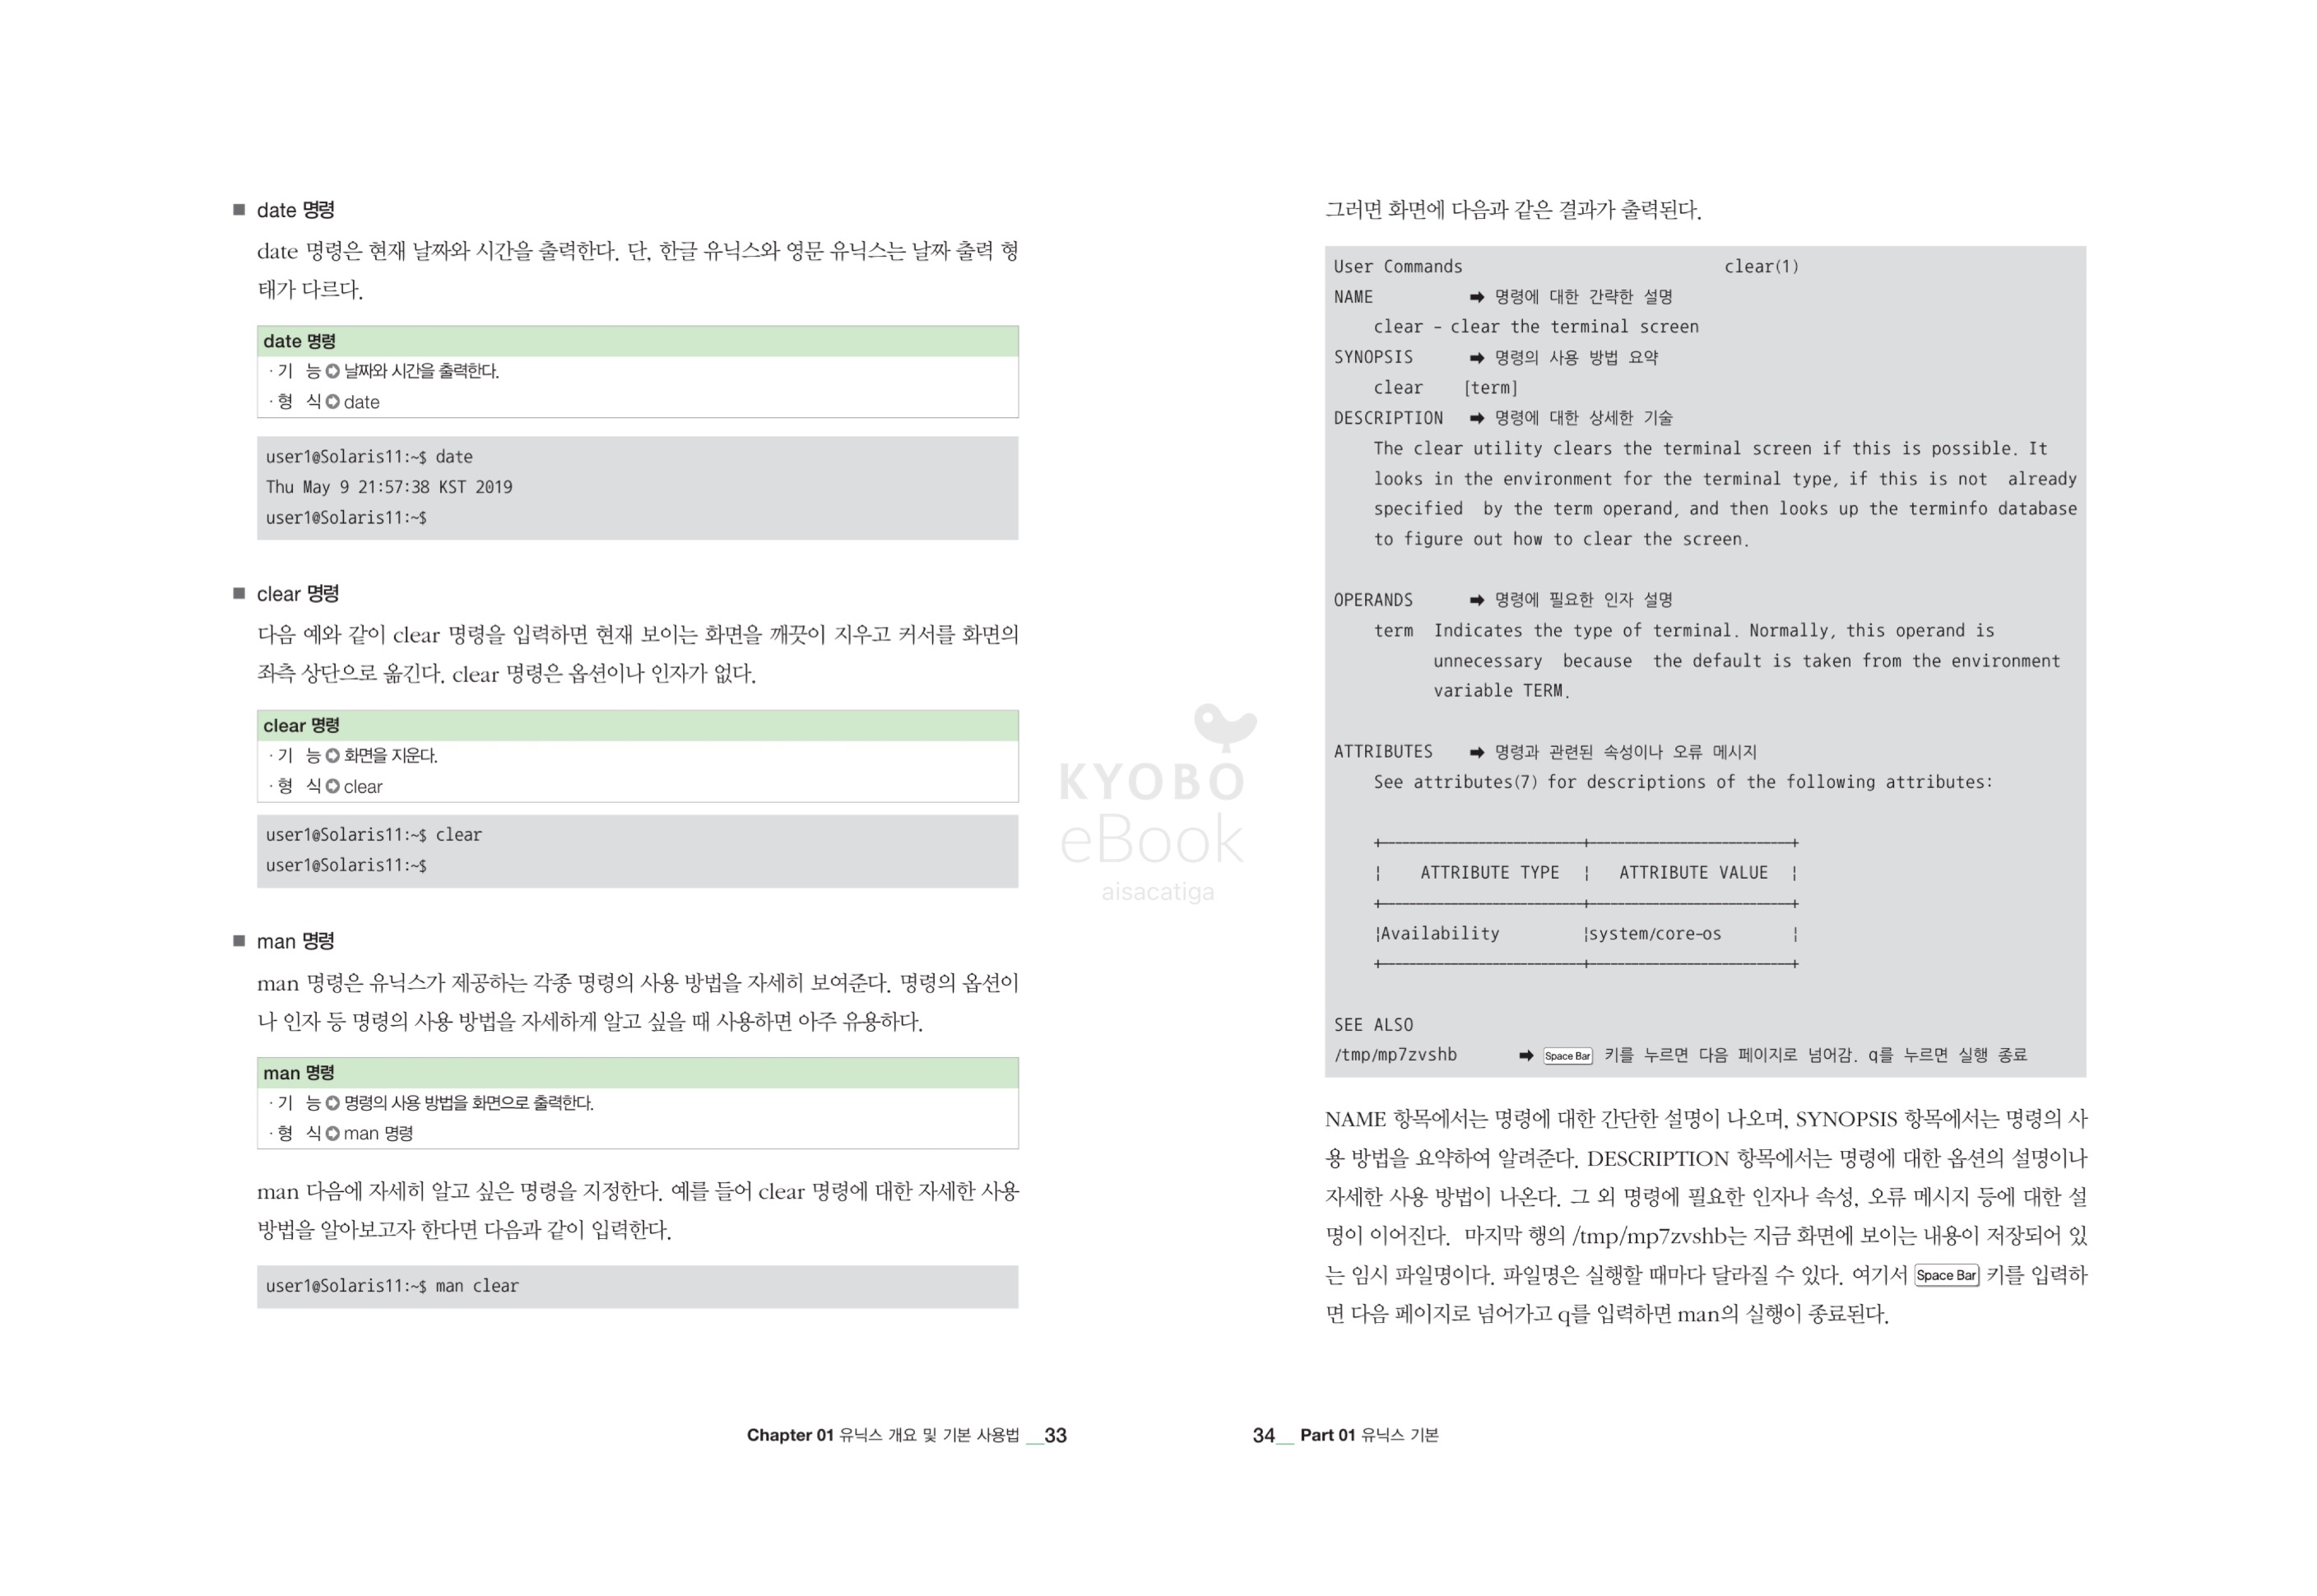 ■ date 명령
date 명령은 현재 날짜와 시간을 출력한다. 단, 한글 유닉스와 영문 유닉스는 날짜 출력 형
태가 다르다.
date 명령
· 기 능 ➲ 날짜와 시간을 출력한다.
· 형 식 ➲ date
user1@Solaris11:~$ date
Thu May 9 21:57:38 KST 2019
user1@Solaris11:~$
■ clear 명령
다음 예와 같이 clear 명령을 입력하면 현재 보이는 화면을 깨끗이 지우고 커서를 화면의
좌측 상단으로 옮긴다. clear 명령은 옵션이나 인자가 없다.
clear 명령
· 기 능 ➲ 화면을 지운다.
· 형 식 ➲ clear
user1@Solaris11:~$ clear
user1@Solaris11:~$
■ man 명령
man 명령은 유닉스가 제공하는 각종 명령의 사용 방법을 자세히 보여준다. 명령의 옵션이
나 인자 등 명령의 사용 방법을 자세하게 알고 싶을 때 사용하면 아주 유용하다.
man 명령
· 기 능 ➲ 명령의 사용 방법을 화면으로 출력한다.
· 형 식 ➲ man 명령
man 다음에 자세히 알고 싶은 명령을 지정한다. 예를 들어 clear 명령에 대한 자세한 사용
방법을 알아보고자 한다면 다음과 같이 입력한다.
user1@Solaris11:~$ man clear
Chapter 01 유닉스 개요 및 기본 사용법 __33
KYOBO
eBook
aisacatiga
그러면 화면에 다음과 같은 결과가 출력된다.
User Commands clear(1)
NAME ➡ 명령에 대한 간략한 설명
clear - clear the terminal screen
SYNOPSIS ➡ 명령의 사용 방법 요약
clear [term]
DESCRIPTION ➡ 명령에 대한 상세한 기술
The clear utility clears the terminal screen if this is possible. It
looks in the environment for the terminal type, if this is not already
specified by the term operand, and then looks up the terminfo database
to figure out how to clear the screen.
OPERANDS ➡ 명령에 필요한 인자 설명
term Indicates the type of terminal. Normally, this operand is
unnecessary because the default is taken from the environment
variable TERM.
ATTRIBUTES ➡ 명령과 관련된 속성이나 오류 메시지
See attributes(7) for descriptions of the following attributes:
¦ ATTRIBUTE TYPE ¦ ATTRIBUTE VALUE ¦
¦Availability ¦system/core-os ¦
SEE ALSO
/tmp/mp7zvshb ➡ Space Bar 키를 누르면 다음 페이지로 넘어감. q를 누르면 실행 종료
NAME 항목에서는 명령에 대한 간단한 설명이 나오며, SYNOPSIS 항목에서는 명령의 사
용 방법을 요약하여 알려준다. DESCRIPTION 항목에서는 명령에 대한 옵션의 설명이나
자세한 사용 방법이 나온다. 그 외 명령에 필요한 인자나 속성, 오류 메시지 등에 대한 설
명이 이어진다. 마지막 행의 /tmp/mp7zvshb는 지금 화면에 보이는 내용이 저장되어 있
는 임시 파일명이다. 파일명은 실행할 때마다 달라질 수 있다. 여기서 Space Bar 키를 입력하
면 다음 페이지로 넘어가고 q를 입력하면 man의 실행이 종료된다.
34__ Part 01 유닉스 기본